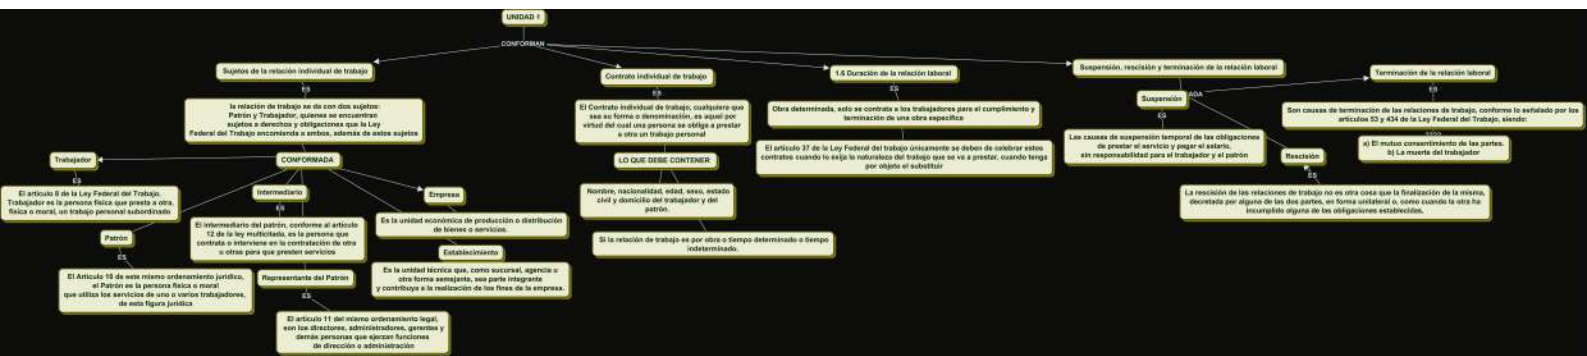 UNIDAD 1
CONFORMAN
Sujetos de la relación individual de trabajo
ES
la relación de trabajo se da con dos sujetos:
Patrón y Trabajador, quienes se encuentran
sujetos a derechos y obligaciones que la Ley
Federal del Trabajo encomienda a ambos, además de estos sujetos
CONFORMADA
Trabajador
ES
El artículo 8 de la Ley Federal del Trabajo,
Trabajador es la persona física que presta a otra,
física o moral, un trabajo personal subordinado
Patrón
ES
El Artículo 10 de este mismo ordenamiento jurídico,
el Patrón es la persona física o moral
que utiliza los servicios de uno o varios trabajadores,
de esta figura jurídica
Intermediario
ES
El intermediario del patrón, conforme al artículo
12 de la ley multicitada, es la persona que
contrata o interviene en la contratación de otra
u otras para que presten servicios
Representante del Patrón
ES
El artículo 11 del mismo ordenamiento legal,
son los directores, administradores, gerentes y
demás personas que ejerzan funciones
de dirección o administración
Empresa
Es la unidad económica de producción o distribución
de bienes o servicios.
Establecimiento
Es la unidad técnica que, como sucursal, agencia u
otra forma semejante, sea parte integrante
y contribuya a la realización de los fines de la empresa.
Contrato individual de trabajo
ES
El Contrato individual de trabajo, cualquiera que
sea su forma o denominación, es aquel por
virtud del cual una persona se obliga a prestar
a otra un trabajo personal
LO QUE DEBE CONTENER
Nombre, nacionalidad, edad, sexo, estado
civil y domicilio del trabajador y del
patrón.
Si la relación de trabajo es por obra o tiempo determinado o tiempo
indeterminado.
1.6 Duración de la relación laboral
ES
Obra determinada, solo se contrata a los trabajadores para el cumplimiento y
terminación de una obra específica
El artículo 37 de la Ley Federal del trabajo únicamente se deben de celebrar estos
contratos cuando lo exija la naturaleza del trabajo que se va a prestar, cuando tenga
por objeto el substituir
Suspensión, rescisión y terminación de la relación laboral
Suspensión
ES
Las causas de suspensión temporal de las obligaciones
de prestar el servicio y pagar el salario,
sin responsabilidad para el trabajador y el patrón
Rescisión
ES
La rescisión de las relaciones de trabajo no es otra cosa que la finalización de la misma,
decretada por alguna de las dos partes, en forma unilateral o, como cuando la otra ha
incumplido alguna de las obligaciones establecidas.
Terminación de la relación laboral
ES
Son causas de terminación de las relaciones de trabajo, conforme lo señalado por los
artículos 53 y 434 de la Ley Federal del Trabajo, siendo:
????
a) El mutuo consentimiento de las partes.
b) La muerte del trabajador